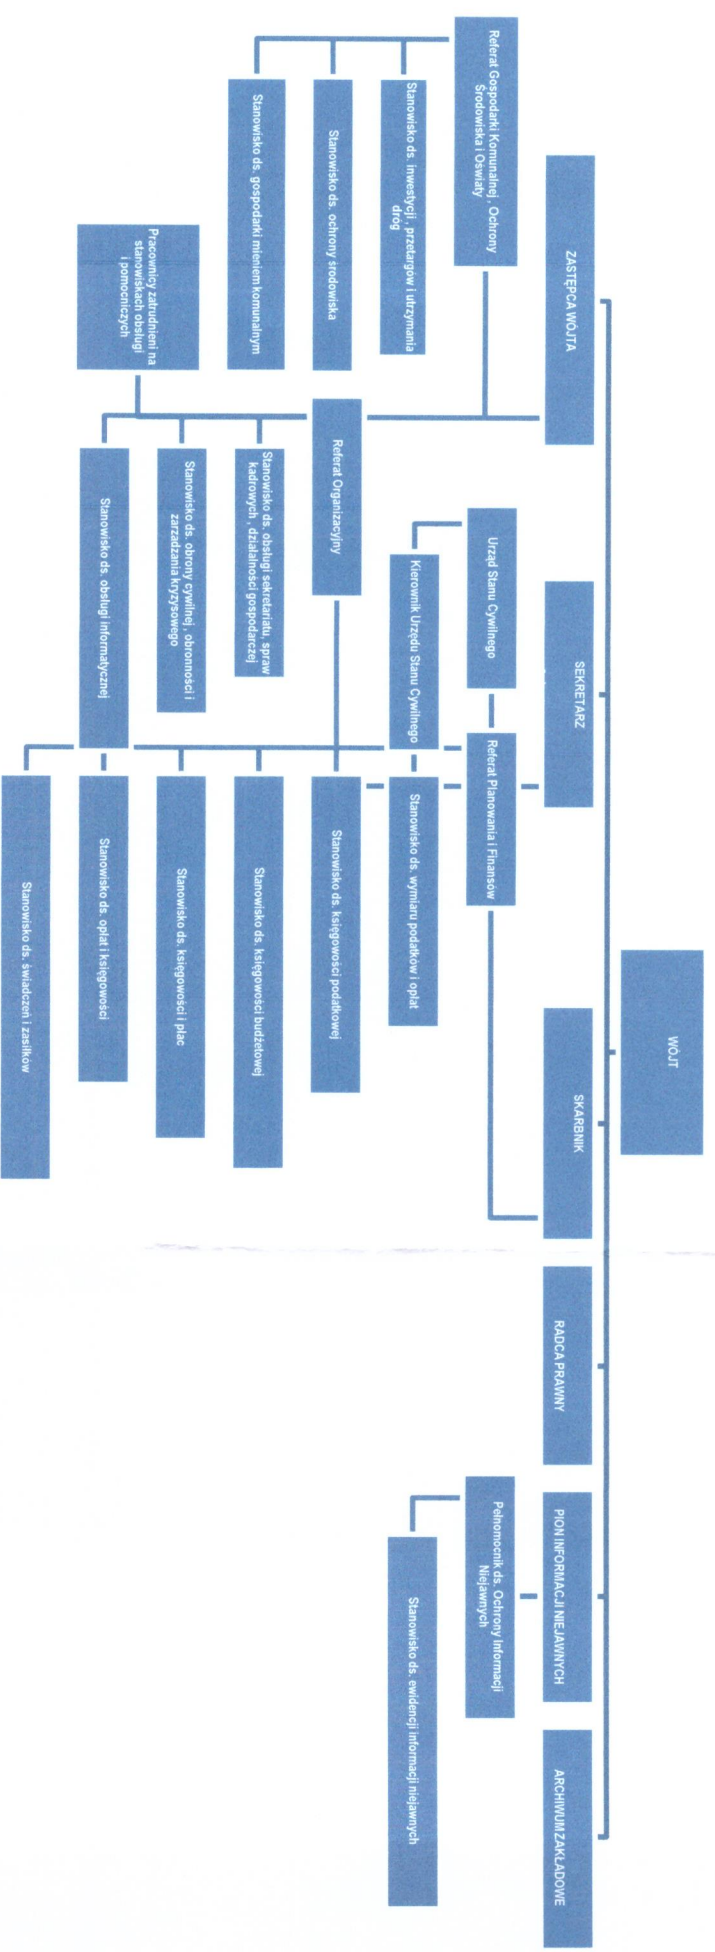 WÓJT
ZASTĘPCA WÓJTA
SEKRETARZ
SKARBNIK
RADCA PRAWNY
PION INFORMACJI NIEJAWNYCH
ARCHIWUM ZAKŁADOWE
Referat Gospodarki Komunalnej , Ochrony
Środowiska i Oświaty
Stanowisko ds. inwestycji , przetargów i utrzymania
dróg
Stanowisko ds. ochrony środowiska
Stanowisko ds. gospodarki mieniem komunalnym
Pracownicy zatrudnieni na
stanowiskach obsługi
i pomocniczych
Referat Organizacyjny
Stanowisko ds. obsługi sekretariatu, spraw
kadrowych , działalności gospodarczej
Stanowisko ds. obrony cywilnej , obronności i
zarzadzania kryzysowego
Stanowisko ds. obsługi informatycznej
Urząd Stanu Cywilnego
Kierownik Urzędu Stanu Cywilnego
Referat Planowania i Finansów
Stanowisko ds. wymiaru podatków i opłat
Stanowisko ds. księgowości podatkowej
Stanowisko ds. księgowości budżetowej
Stanowisko ds. księgowości i płac
Stanowisko ds. opłat i księgowości
Stanowisko ds. świadczeń i zasiłków
Pełnomocnik ds. Ochrony Informacji
Niejawnych
Stanowisko ds. ewidencji informacji niejawnych